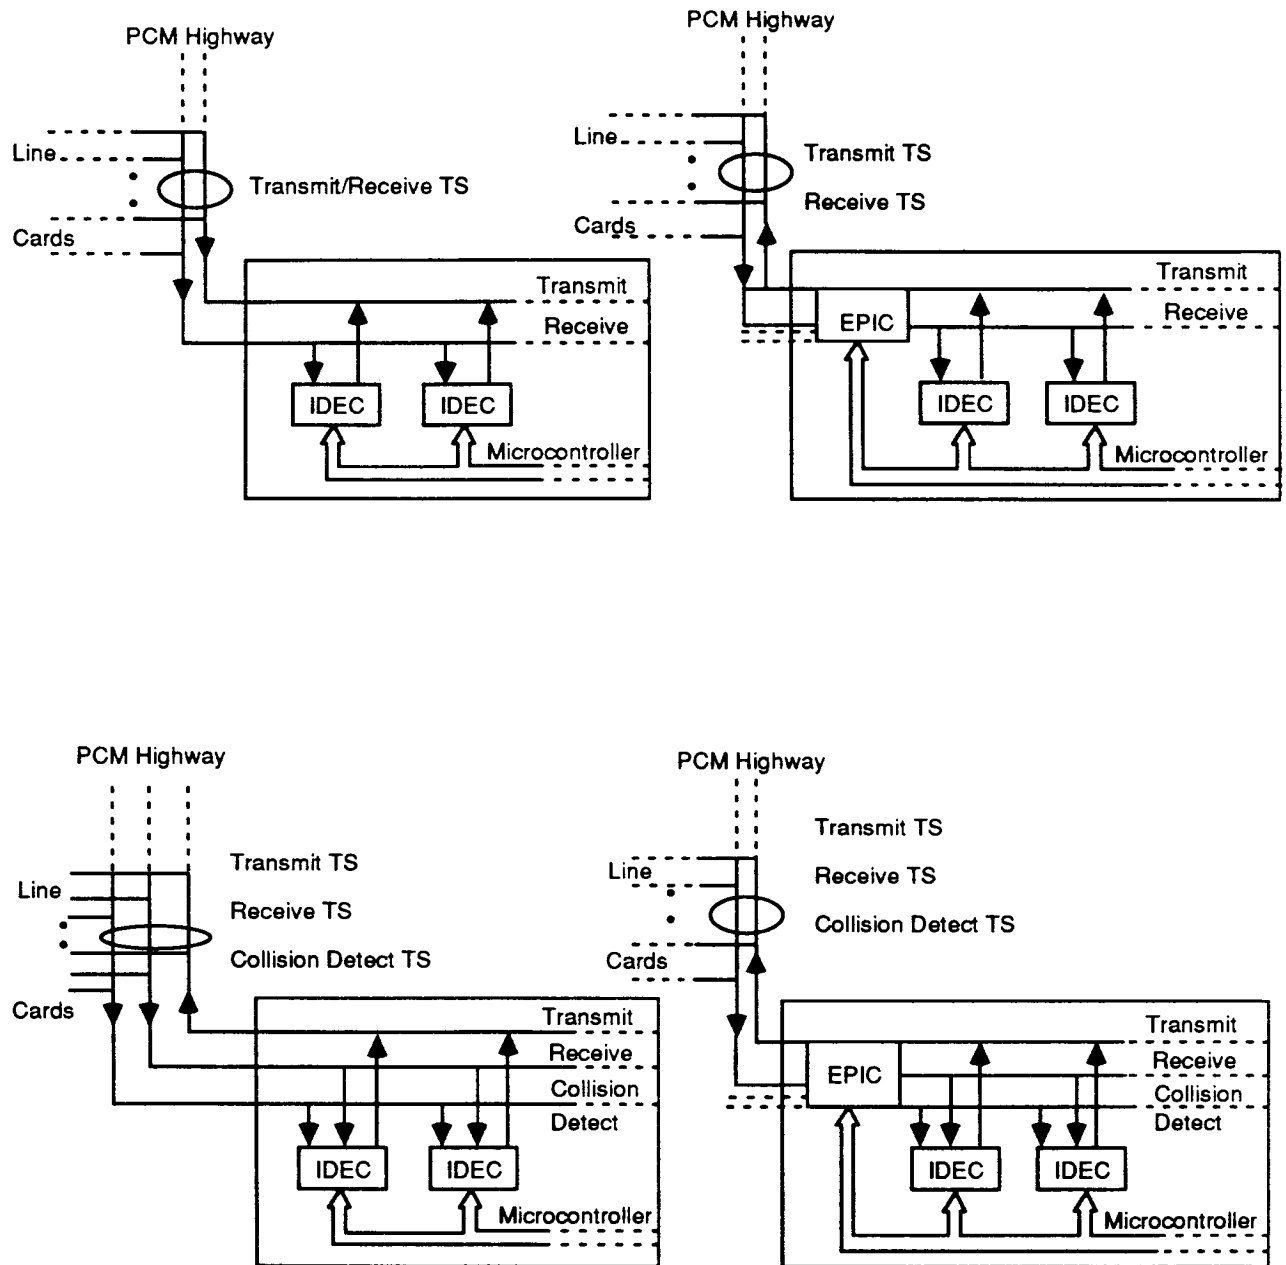 PCM Highway
Line
Transmit/Receive TS
Cards
Transmit
Receive
IDEC
IDEC
Microcontroller
PCM Highway
Line
Transmit TS
Receive TS
Cards
Transmit
EPIC
Receive
IDEC
IDEC
Microcontroller
PCM Highway
Transmit TS
Line
Receive TS
Collision Detect TS
Cards
Transmit
Receive
Collision
Detect
IDEC
IDEC
Microcontroller
PCM Highway
Transmit TS
Line
Receive TS
Collision Detect TS
Cards
Transmit
Receive
EPIC
Collision
Detect
IDEC
IDEC
Microcontroller